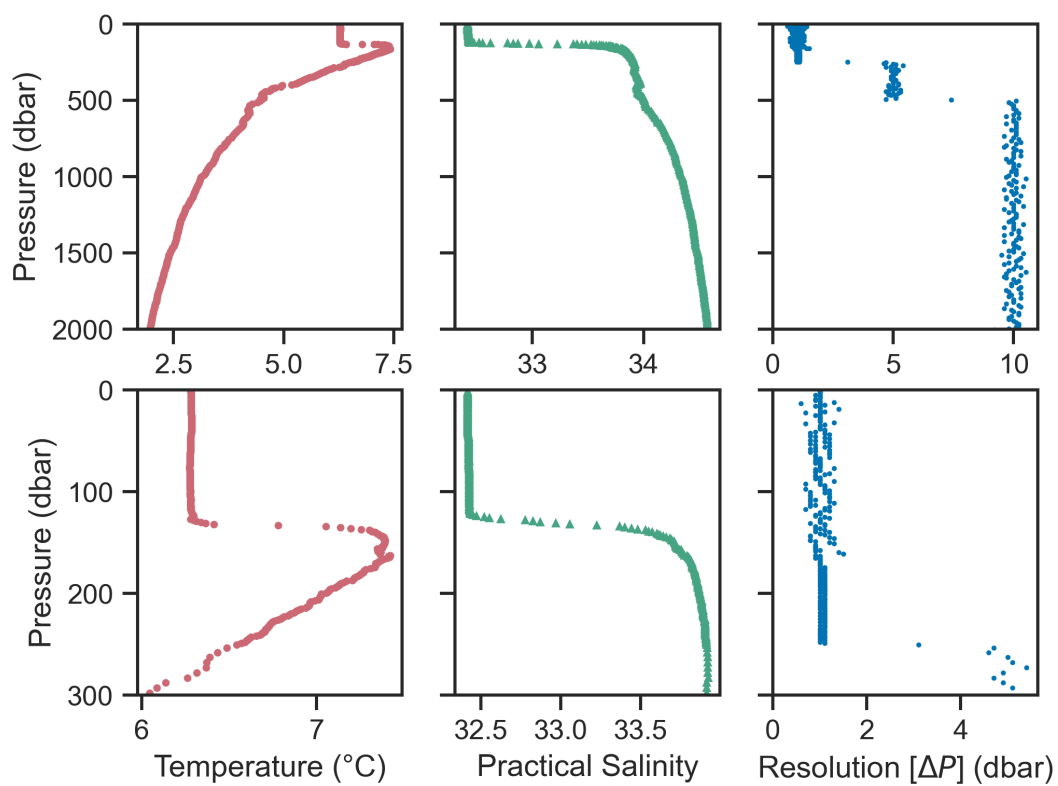 0
500
1000
1500
2000
Pressure (dbar)
2.5 5.0 7.5
33 34
0 5 10
0
100
200
300
Pressure (dbar)
6 7
32.5 33.0 33.5
0 2 4
Temperature (°C)
Practical Salinity
Resolution [ΔP] (dbar)